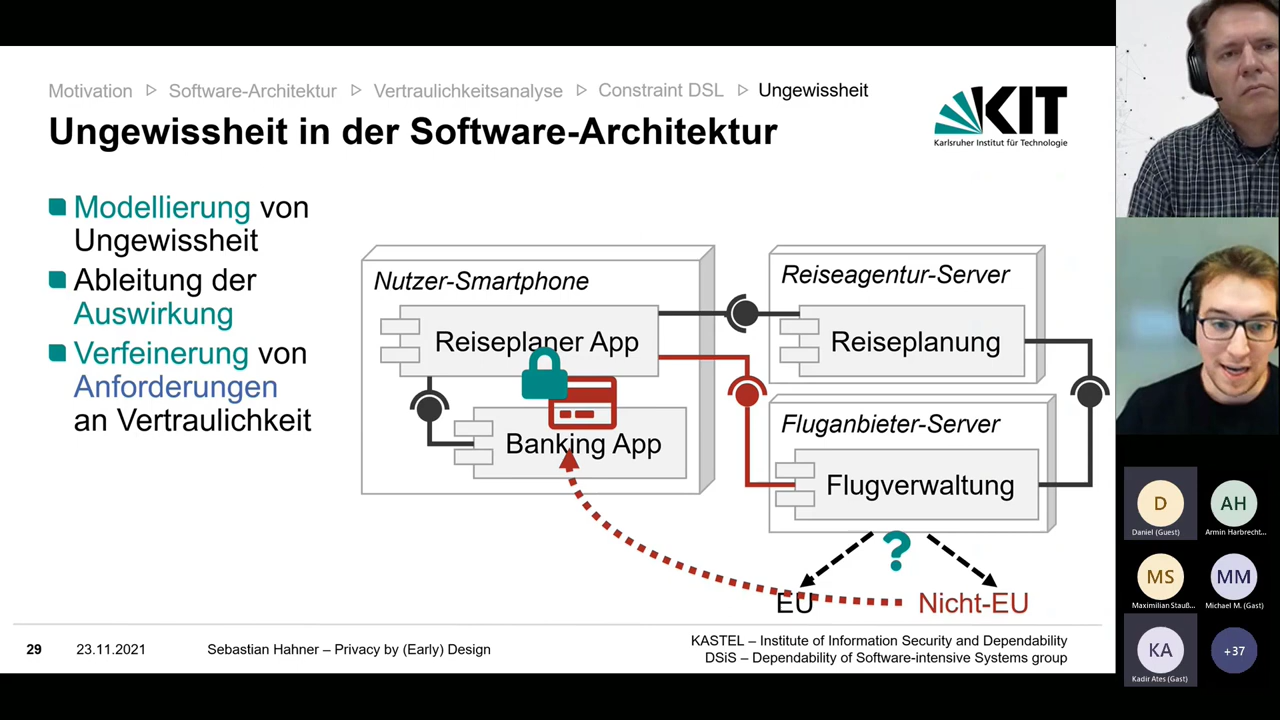 Motivation ▷ Software-Architektur ▷ Vertraulichkeitsanalyse ▷ Constraint DSL ▷ Ungewissheit
KIT
Karlsruher Institut für Technologie
Ungewissheit in der Software-Architektur
Modellierung von
Ungewissheit
Ableitung der
Auswirkung
Verfeinerung von
Anforderungen
an Vertraulichkeit
Nutzer-Smartphone
Reiseplaner App
Banking App
Reiseagentur-Server
Reiseplanung
Fluganbieter-Server
Flugverwaltung
?
EU
Nicht-EU
29
23.11.2021
Sebastian Hahner – Privacy by (Early) Design
KASTEL – Institute of Information Security and Dependability
DSiS – Dependability of Software-intensive Systems group
D
Daniel (Guest)
AH
Armin Harbrecht...
MS
Maximilian Stauß...
MM
Michael M. (Gast)
KA
Kadir Ates (Gast)
+37